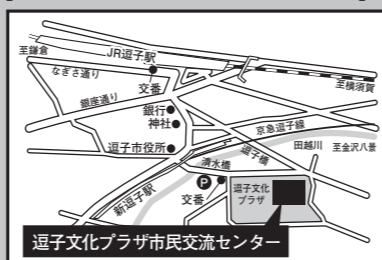 至鎌倉
JR逗子駅
なぎさ通り
至横須賀
交番
銀座通り
銀行
神社
京急逗子線
逗子市役所
逗子橋
田越川
至金沢八景
清水橋
新逗子駅
P
交番
逗子文化
プラザ
逗子文化プラザ市民交流センター